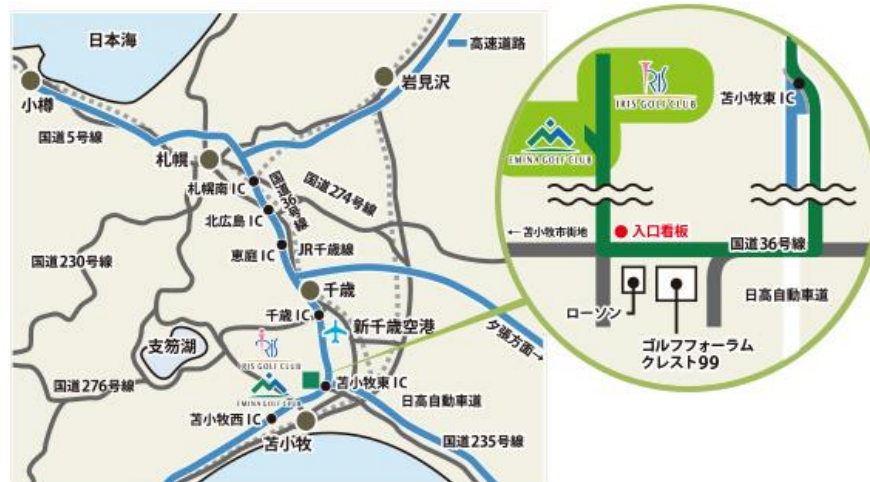 日本海
高速道路
小樽
岩見沢
国道5号線
札幌
札幌南IC
国道36号線
国道274号線
北広島IC
恵庭IC
JR千歳線
国道230号線
千歳
千歳IC
新千歳空港
支笏湖
IRIS
IRIS GOLF CLUB
夕張方面→
国道276号線
EMINA GOLF CLUB
苫小牧東IC
苫小牧西IC
日高自動車道
苫小牧
国道235号線
IRIS
IRIS GOLF CLUB
苫小牧東IC
EMINA GOLF CLUB
←苫小牧市街地
入口看板
国道36号線
ローソン
日高自動車道
ゴルフフォーラム
クレスト99